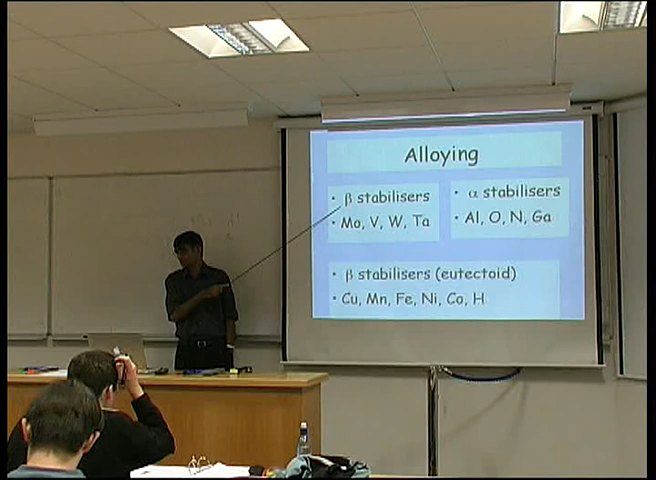 Alloying
• β stabilisers
• Mo, V, W, Ta
• α stabilisers
• Al, O, N, Ga
• β stabilisers (eutectoid)
• Cu, Mn, Fe, Ni, Co, H